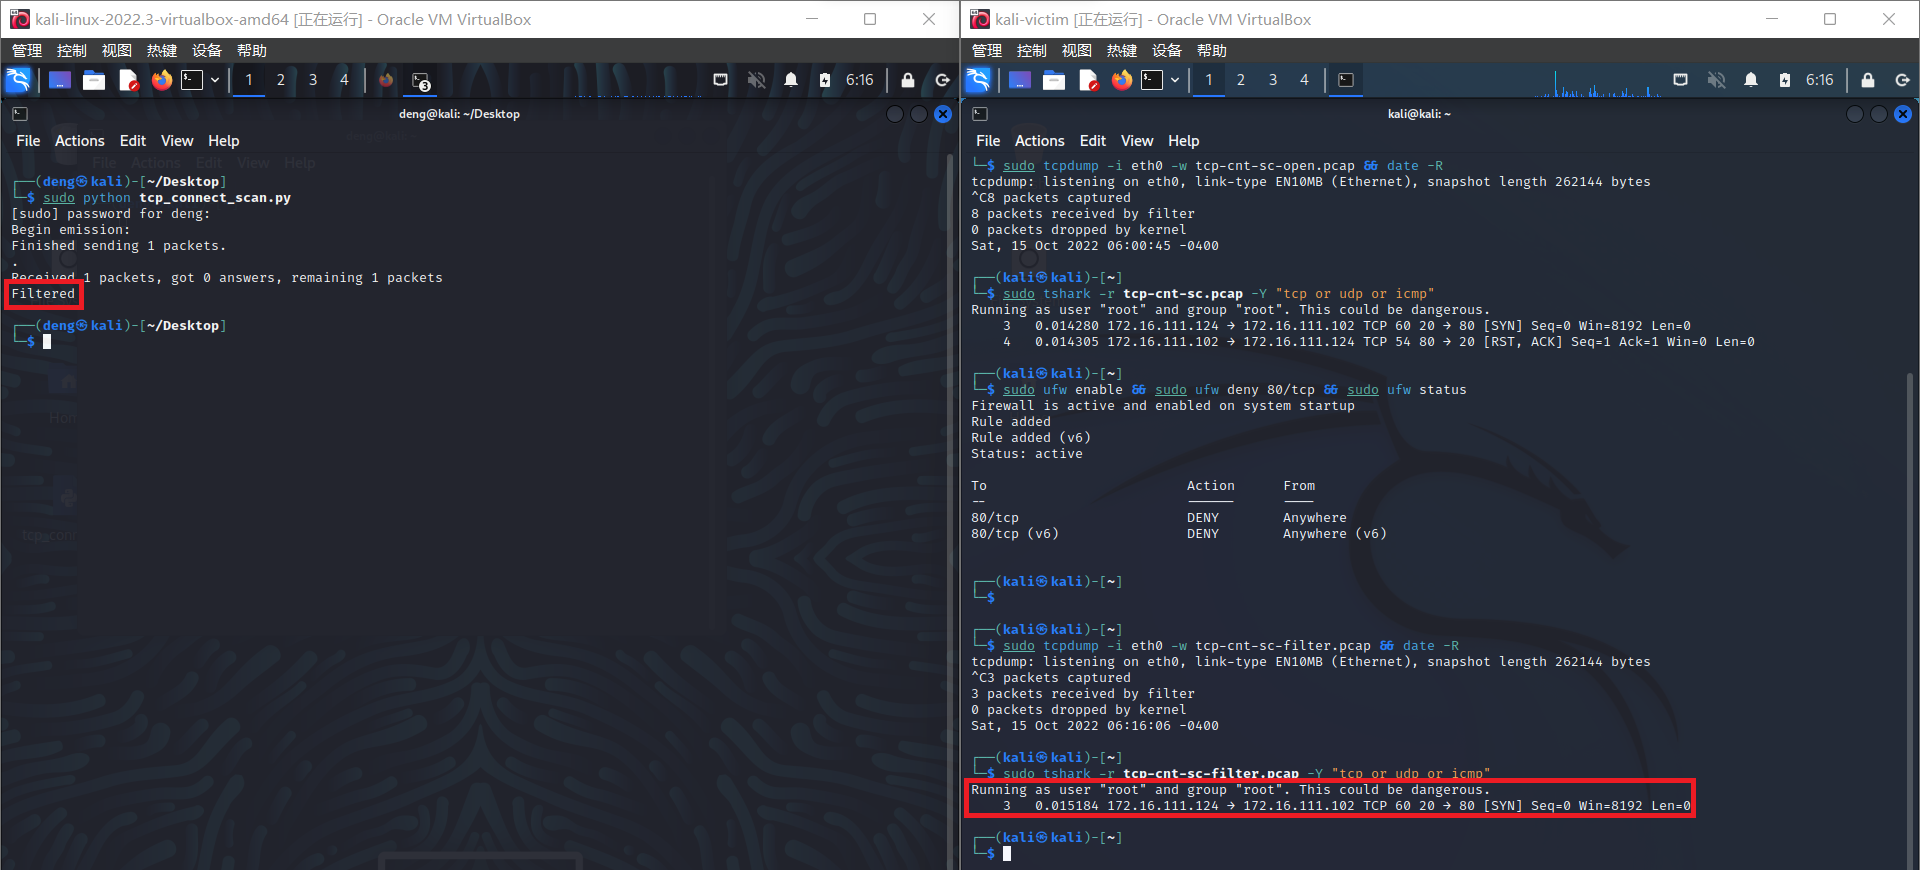 kali-linux-2022.3-virtualbox-amd64 [正在运行] - Oracle VM VirtualBox
管理 控制 视图 热键 设备 帮助
1 2 3 4 3 6:16
deng@kali: ~/Desktop
File Actions Edit View Help
File Actions Edit View Help
┌──(deng㉿kali)-[~/Desktop]
└─$ sudo python tcp_connect_scan.py
[sudo] password for deng:
Begin emission:
Finished sending 1 packets.
.
Received 1 packets, got 0 answers, remaining 1 packets
Filtered
┌──(deng㉿kali)-[~/Desktop]
└─$
kali-victim [正在运行] - Oracle VM VirtualBox
管理 控制 视图 热键 设备 帮助
1 2 3 4 6:16
kali@kali: ~
File Actions Edit View Help
└─$ sudo tcpdump -i eth0 -w tcp-cnt-sc-open.pcap && date -R
tcpdump: listening on eth0, link-type EN10MB (Ethernet), snapshot length 262144 bytes
^C8 packets captured
8 packets received by filter
0 packets dropped by kernel
Sat, 15 Oct 2022 06:00:45 -0400
┌──(kali㉿kali)-[~]
└─$ sudo tshark -r tcp-cnt-sc.pcap -Y "tcp or udp or icmp"
Running as user "root" and group "root". This could be dangerous.
3 0.014280 172.16.111.124 → 172.16.111.102 TCP 60 20 → 80 [SYN] Seq=0 Win=8192 Len=0
4 0.014305 172.16.111.102 → 172.16.111.124 TCP 54 80 → 20 [RST, ACK] Seq=1 Ack=1 Win=0 Len=0
┌──(kali㉿kali)-[~]
└─$ sudo ufw enable && sudo ufw deny 80/tcp && sudo ufw status
Firewall is active and enabled on system startup
Rule added
Rule added (v6)
Status: active
To Action From
-- ------ ----
80/tcp DENY Anywhere
80/tcp (v6) DENY Anywhere (v6)
┌──(kali㉿kali)-[~]
└─$
┌──(kali㉿kali)-[~]
└─$ sudo tcpdump -i eth0 -w tcp-cnt-sc-filter.pcap && date -R
tcpdump: listening on eth0, link-type EN10MB (Ethernet), snapshot length 262144 bytes
^C3 packets captured
3 packets received by filter
0 packets dropped by kernel
Sat, 15 Oct 2022 06:16:06 -0400
┌──(kali㉿kali)-[~]
└─$ sudo tshark -r tcp-cnt-sc-filter.pcap -Y "tcp or udp or icmp"
Running as user "root" and group "root". This could be dangerous.
3 0.015184 172.16.111.124 → 172.16.111.102 TCP 60 20 → 80 [SYN] Seq=0 Win=8192 Len=0
┌──(kali㉿kali)-[~]
└─$